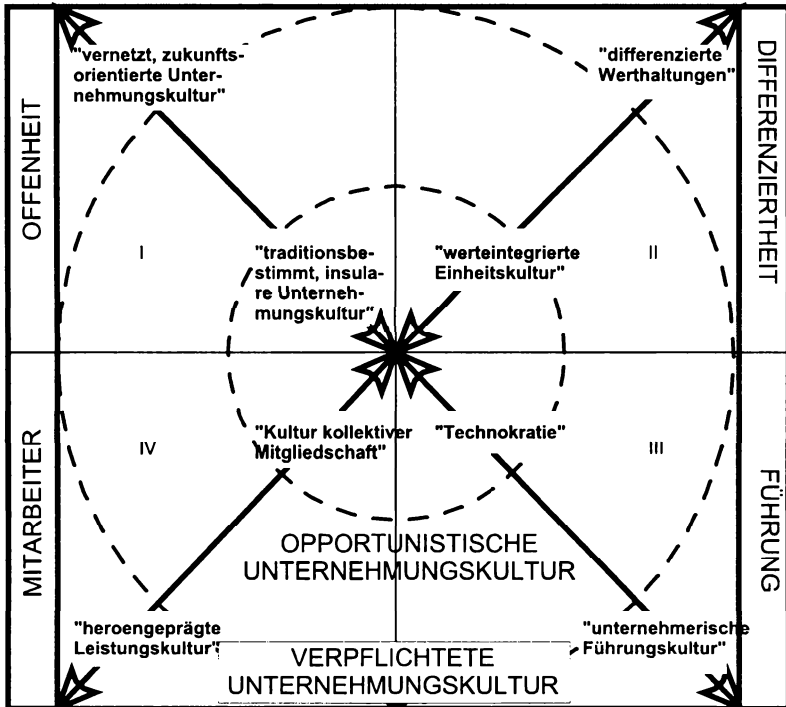 OFFENHEIT
"vernetzt, zukunfts-
orientierte Unter-
nehmungskultur"
"differenzierte
Werthaltungen"
DIFFERENZIERTHEIT
I
"traditionsbe-
stimmt, insula-
re Unterneh-
mungskultur"
"werteintegrierte
Einheitskultur"
II
MITARBEITER
IV
"Kultur kollektiver
Mitgliedschaft"
"Technokratie"
III
FÜHRUNG
OPPORTUNISTISCHE
UNTERNEHMUNGSKULTUR
"heroengeprägte
Leistungskultur"
"unternehmerische
Führungskultur"
VERPFLICHTETE
UNTERNEHMUNGSKULTUR